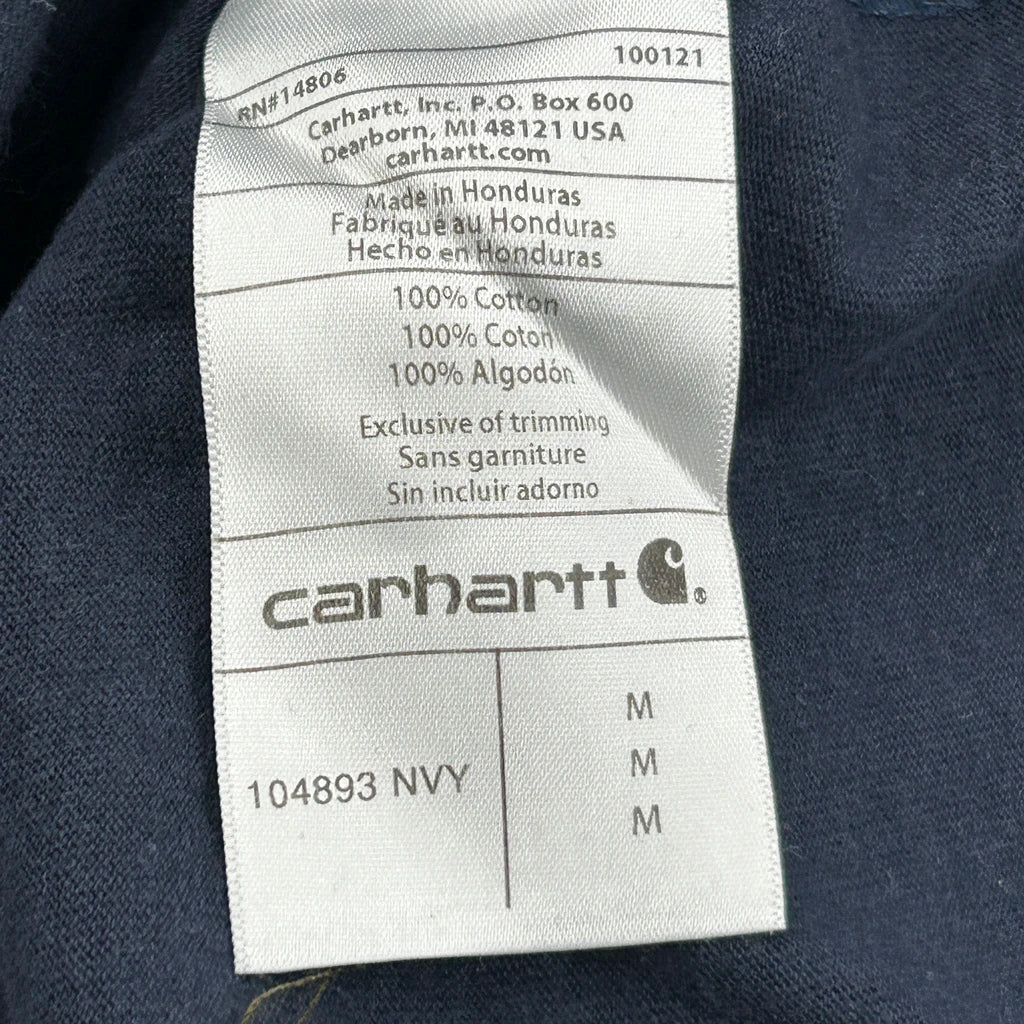 RN#14806 100121
Carhartt, Inc. P.O. Box 600
Dearborn, MI 48121 USA
carhartt.com
Made in Honduras
Fabriqué au Honduras
Hecho en Honduras
100% Cotton
100% Coton
100% Algodón
Exclusive of trimming
Sans garniture
Sin incluir adorno
carhartt ®
104893 NVY
M
M
M